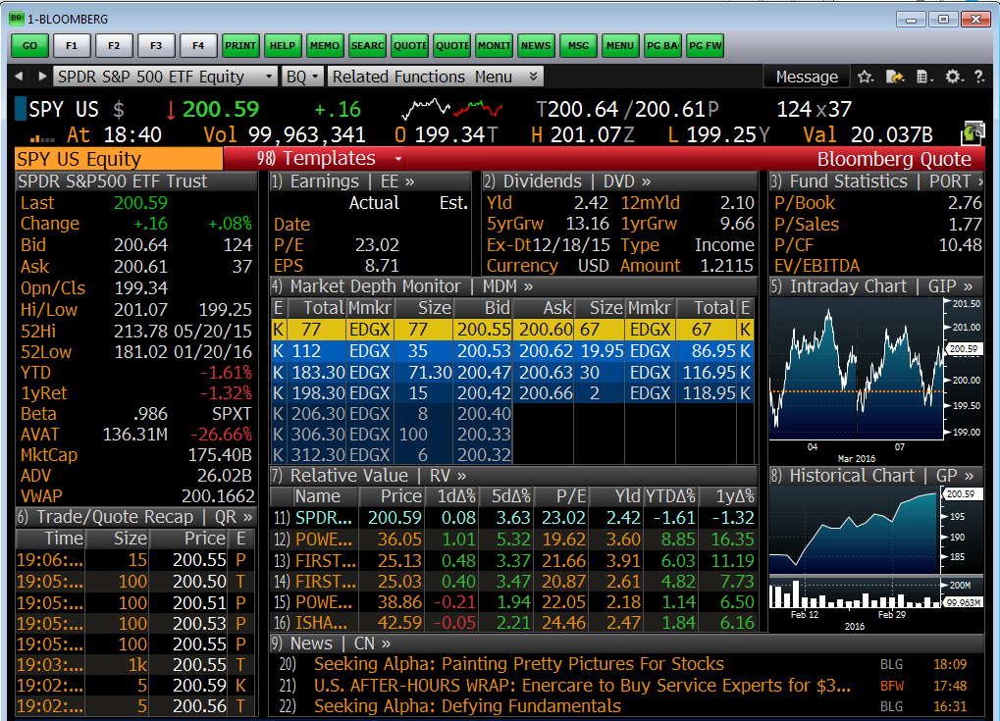 BQ 1-BLOOMBERG
GO F1 F2 F3 F4 PRINT HELP MEMO SEARC QUOTE QUOTE MONIT NEWS MSG MENU PG BA PG FW
SPDR S&P 500 ETF Equity BQ Related Functions Menu Message
SPY US $ ↓200.59 +.16 T200.64/200.61P 124x37
At 18:40 Vol 99,963,341 O 199.34T H 201.07Z L 199.25Y Val 20.037B
SPY US Equity 98) Templates Bloomberg Quote
SPDR S&P500 ETF Trust
Last 200.59
Change +.16 +.08%
Bid 200.64 124
Ask 200.61 37
Opn/Cls 199.34
Hi/Low 201.07 199.25
52Hi 213.78 05/20/15
52Low 181.02 01/20/16
YTD -1.61%
1yRet -1.32%
Beta .986 SPXT
AVAT 136.31M -26.66%
MktCap 175.40B
ADV 26.02B
VWAP 200.1662
1) Earnings | EE »
Actual Est.
Date
P/E 23.02
EPS 8.71
2) Dividends | DVD »
Yld 2.42 12mYld 2.10
5yrGrw 13.16 1yrGrw 9.66
Ex-Dt12/18/15 Type Income
Currency USD Amount 1.2115
3) Fund Statistics | PORT ›
P/Book 2.76
P/Sales 1.77
P/CF 10.48
EV/EBITDA
4) Market Depth Monitor | MDM »
E Total Mmkr Size Bid Ask Size Mmkr Total E
K 77 EDGX 77 200.55 200.60 67 EDGX 67 K
K 112 EDGX 35 200.53 200.62 19.95 EDGX 86.95 K
K 183.30 EDGX 71.30 200.47 200.63 30 EDGX 116.95 K
K 198.30 EDGX 15 200.42 200.66 2 EDGX 118.95 K
K 206.30 EDGX 8 200.40
K 306.30 EDGX 100 200.33
K 312.30 EDGX 6 200.32
5) Intraday Chart | GIP »
201.50
201.00
200.59
200.00
199.50
199.00
04 07
Mar 2016
6) Trade/Quote Recap | QR »
Time Size Price E
19:06:... 15 200.55 P
19:05:... 100 200.50 T
19:05:... 100 200.51 P
19:05:... 100 200.53 P
19:05:... 100 200.55 P
19:03:... 1k 200.55 T
19:02:... 5 200.59 K
19:02:... 5 200.56 T
7) Relative Value | RV »
Name Price 1dΔ% 5dΔ% P/E Yld YTDΔ% 1yΔ%
11) SPDR... 200.59 0.08 3.63 23.02 2.42 -1.61 -1.32
12) POWE... 36.05 1.01 5.32 19.62 3.60 8.85 16.35
13) FIRST... 25.13 0.48 3.37 21.66 3.91 6.03 11.19
14) FIRST... 25.03 0.40 3.47 20.87 2.61 4.82 7.73
15) POWE... 38.86 -0.21 1.94 22.05 2.18 1.14 6.50
16) ISHA... 42.59 -0.05 2.21 24.46 2.47 1.84 6.16
8) Historical Chart | GP »
200.59
195
190
185
200M
99.963M
Feb 12 Feb 29
2016
9) News | CN »
20) Seeking Alpha: Painting Pretty Pictures For Stocks BLG 18:09
21) U.S. AFTER-HOURS WRAP: Enercare to Buy Service Experts for $3... BFW 17:48
22) Seeking Alpha: Defying Fundamentals BLG 16:31